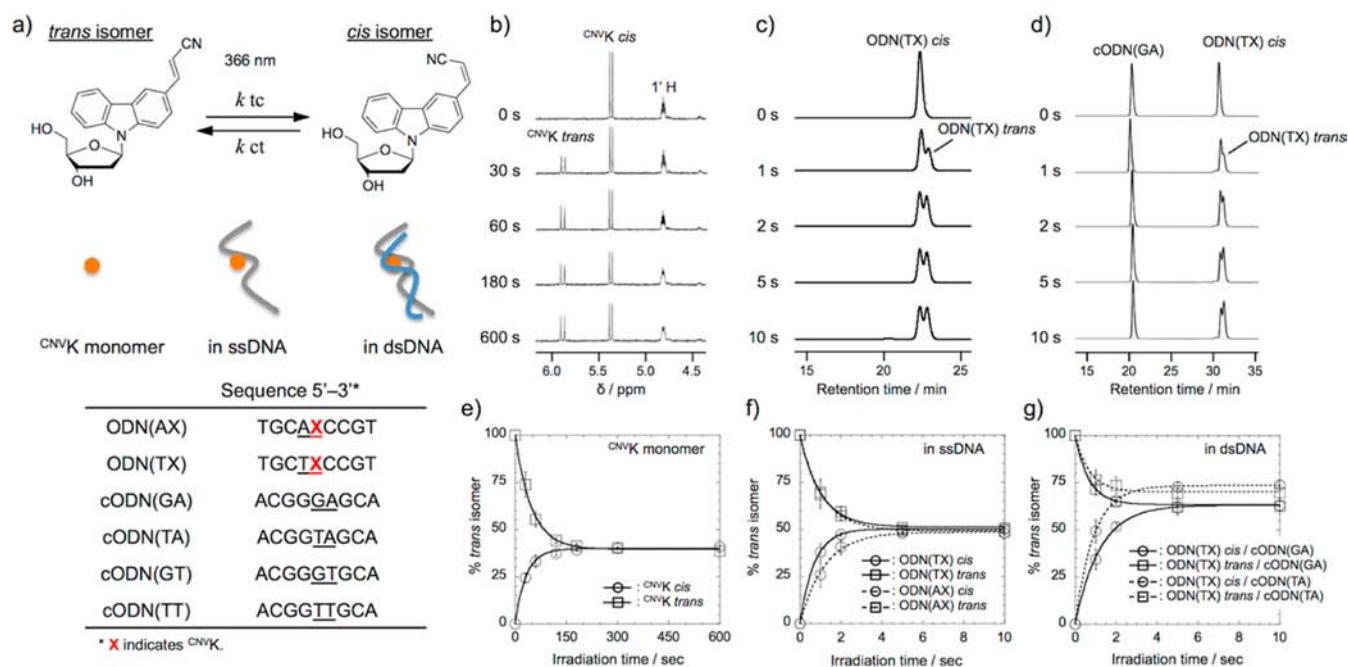 a)
trans isomer
cis isomer
CN
366 nm
NC
k tc
k ct
HO
N
O
OH
HO
N
O
OH
CNVK monomer
in ssDNA
in dsDNA
Sequence 5'–3'*
ODN(AX) TGCAXCCGT
ODN(TX) TGCTXCCGT
cODN(GA) ACGGGAGCA
cODN(TA) ACGGTAGCA
cODN(GT) ACGGGTGCA
cODN(TT) ACGGTTGCA
* X indicates CNVK.
b)
CNVK cis
1' H
0 s
CNVK trans
30 s
60 s
180 s
600 s
6.0 5.5 5.0 4.5
δ / ppm
c)
ODN(TX) cis
0 s
ODN(TX) trans
1 s
2 s
5 s
10 s
15 20 25
Retention time / min
d)
cODN(GA)
ODN(TX) cis
0 s
ODN(TX) trans
1 s
2 s
5 s
10 s
15 20 25 30 35
Retention time / min
e)
100
75
50
25
0
% trans isomer
CNVK monomer
: CNVK cis
: CNVK trans
0 150 300 450 600
Irradiation time / sec
f)
100
75
50
25
0
% trans isomer
in ssDNA
: ODN(TX) cis
: ODN(TX) trans
: ODN(AX) cis
: ODN(AX) trans
0 2 4 6 8 10
Irradiation time / sec
g)
100
75
50
25
0
% trans isomer
in dsDNA
: ODN(TX) cis / cODN(GA)
: ODN(TX) trans / cODN(GA)
: ODN(TX) cis / cODN(TA)
: ODN(TX) trans / cODN(TA)
0 2 4 6 8 10
Irradiation time / sec